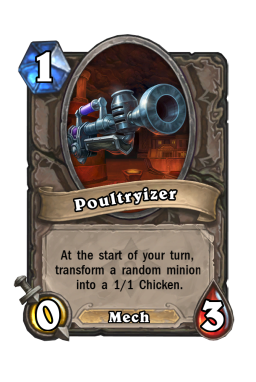 1
Poultryizer
At the start of your turn,
transform a random minion
into a 1/1 Chicken.
0
Mech
3